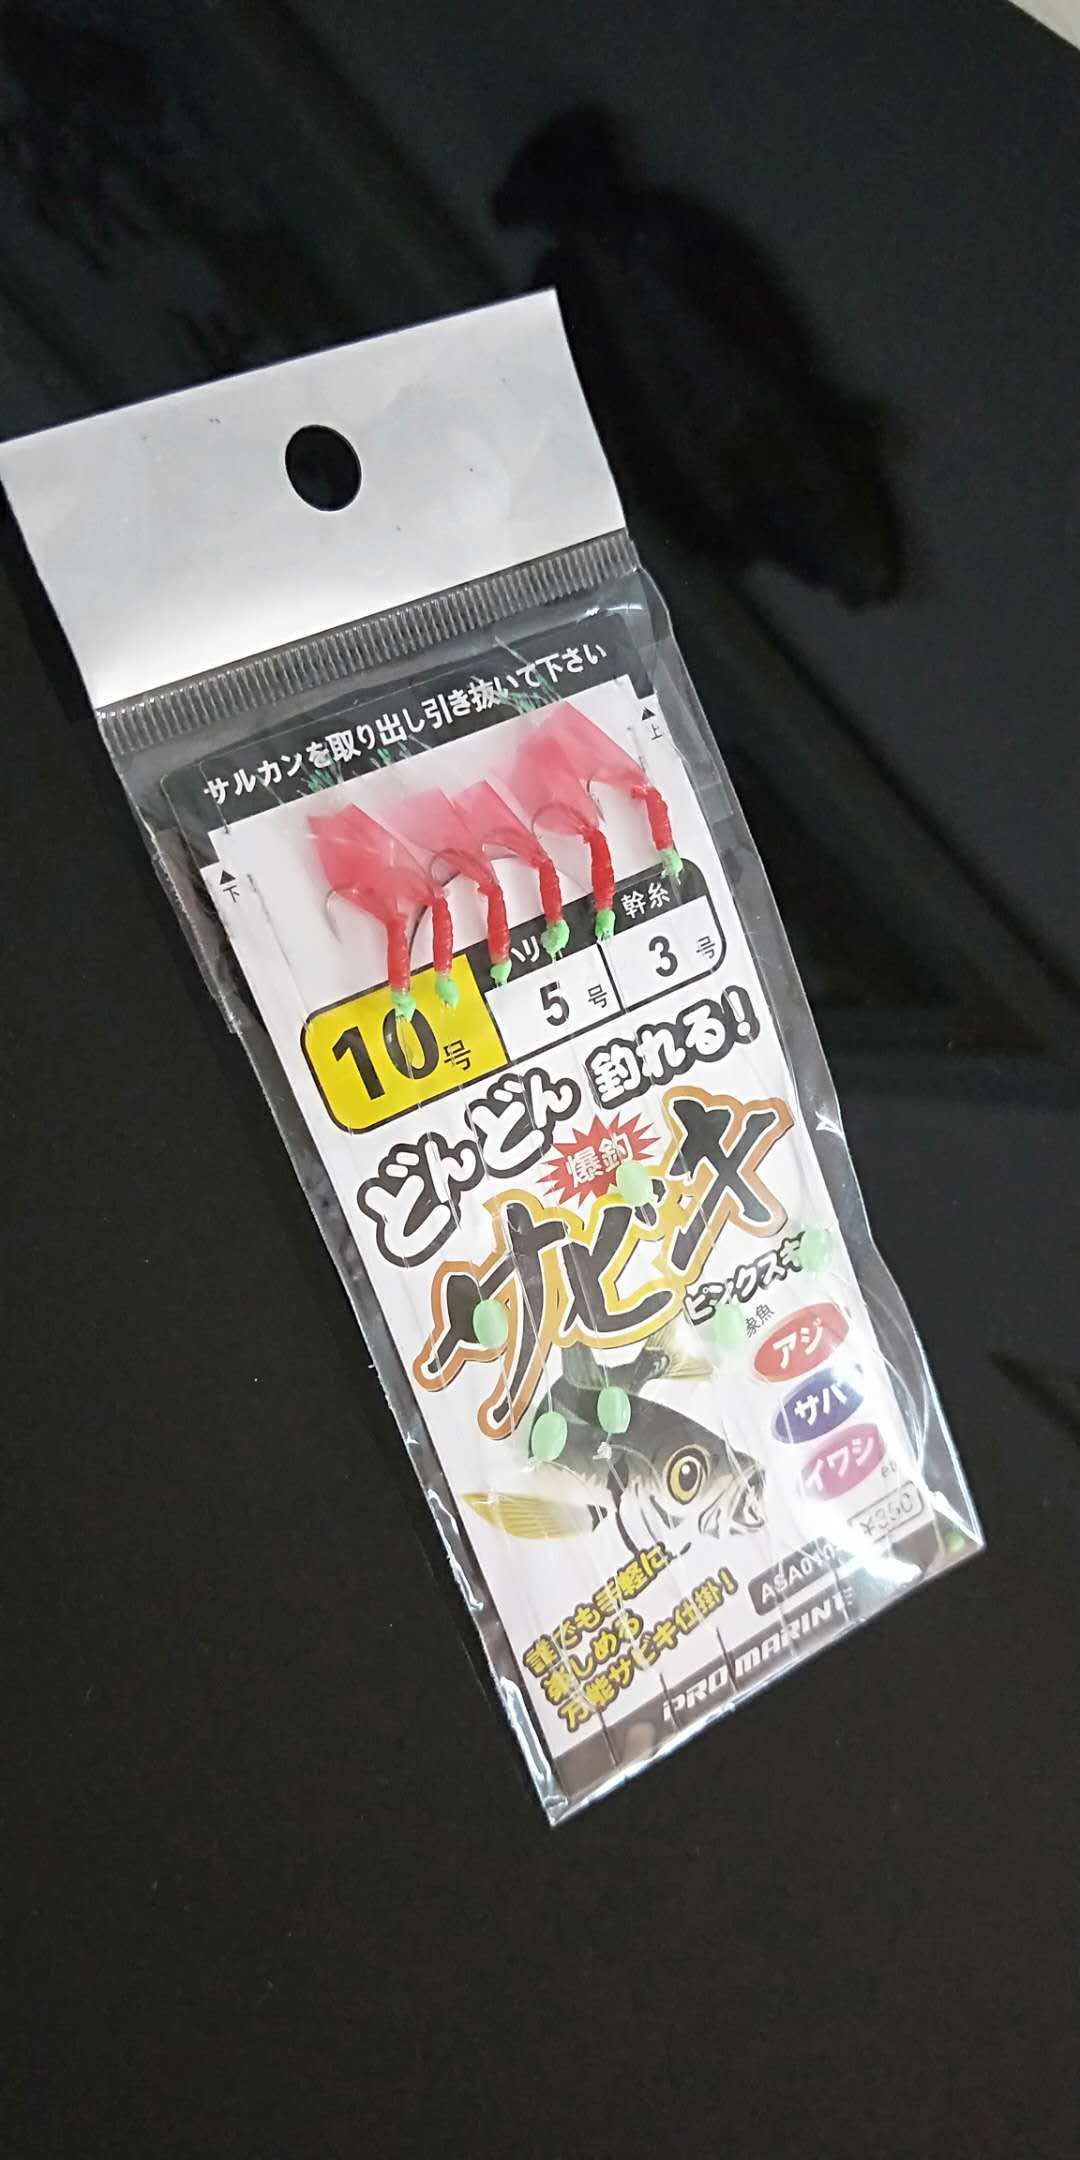 サルカンを取り出し引き抜いて下さい
▲上
▲下
ハリ
幹糸
10号
5号
3号
どんどん釣れる!
爆釣
サビキ
ピンクスキ
象魚
アジ
サバ
イワシ
¥350
誰でも手軽に
楽しめる
万能サビキ仕掛!
PRO MARINE